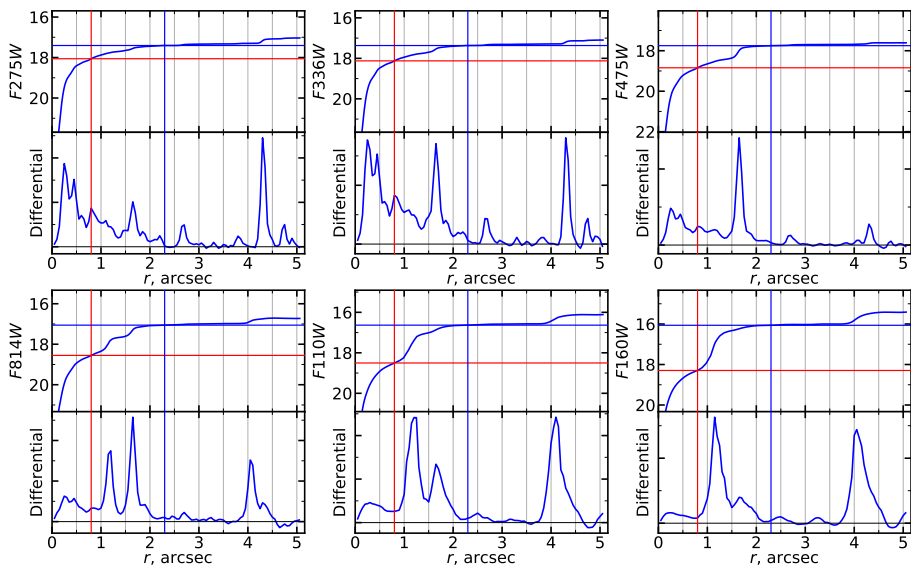 16
18
20
F275W
Differential
0 1 2 3 4 5
r, arcsec
16
18
20
F336W
Differential
0 1 2 3 4 5
r, arcsec
18
20
22
F475W
Differential
0 1 2 3 4 5
r, arcsec
16
18
20
F814W
Differential
0 1 2 3 4 5
r, arcsec
16
18
20
F110W
Differential
0 1 2 3 4 5
r, arcsec
16
18
20
F160W
Differential
0 1 2 3 4 5
r, arcsec